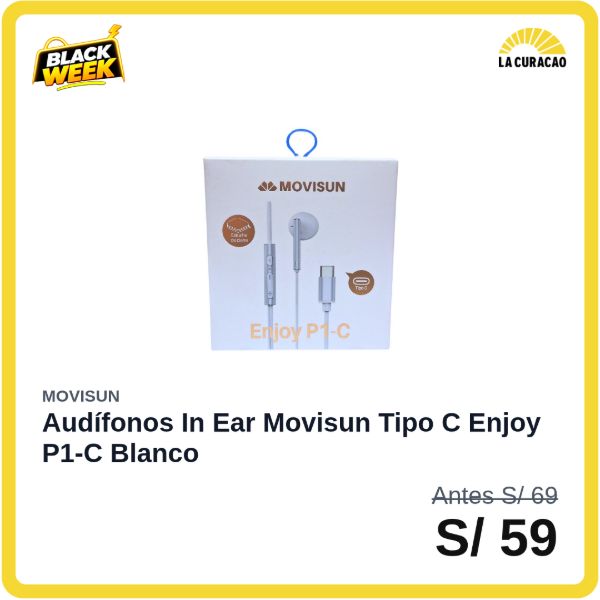 BLACK
WEEK
LA CURACAO
MOVISUN
Tipo C
Enjoy P1-C
MOVISUN
Audífonos In Ear Movisun Tipo C Enjoy
P1-C Blanco
Antes S/ 69
S/ 59